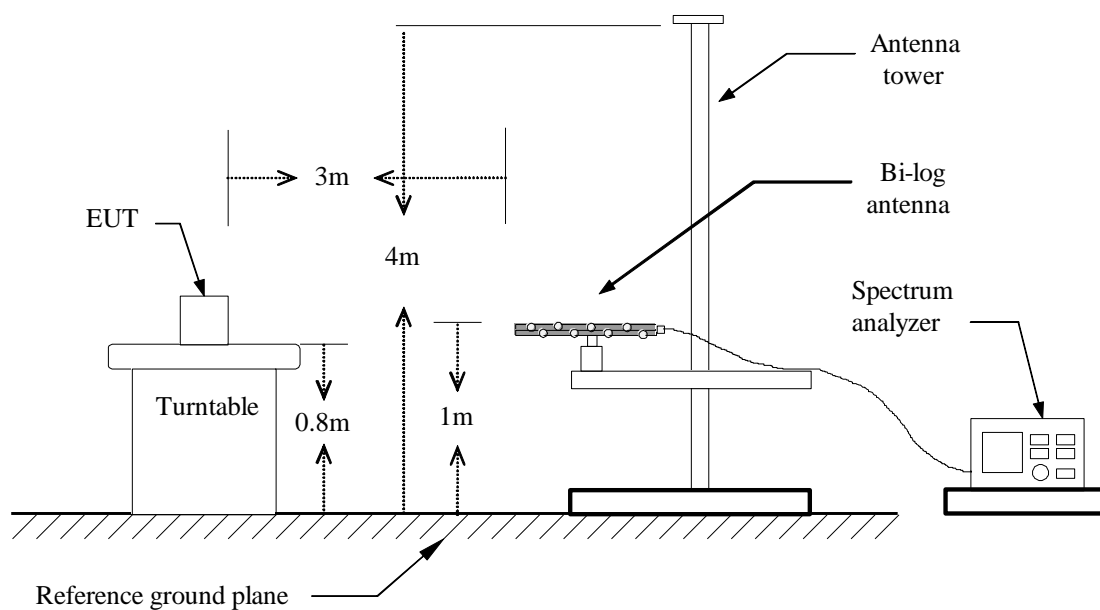 Antenna
tower
3m
Bi-log
antenna
EUT
4m
Spectrum
analyzer
Turntable
0.8m
1m
Reference ground plane